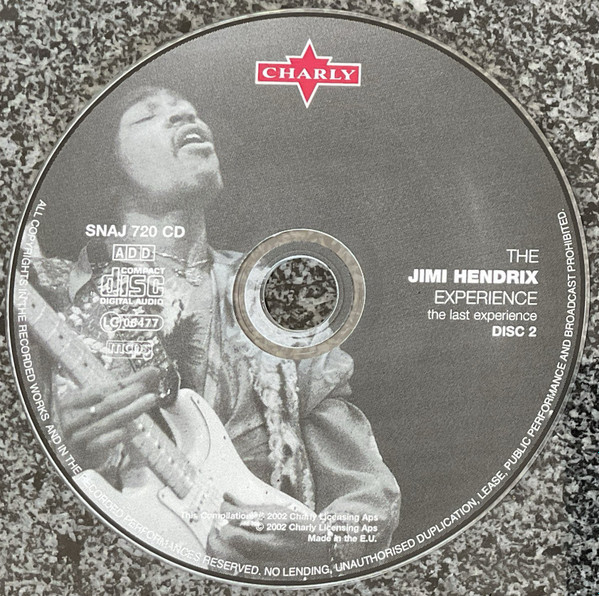 CHARLY
SNAJ 720 CD
ADD
COMPACT
disc
DIGITAL AUDIO
LC 08477
mcps
THE
JIMI HENDRIX
EXPERIENCE
the last experience
DISC 2
This Compilation ℗ 2002 Charly Licensing Aps
© 2002 Charly Licensing Aps
Made in the E.U.
ALL COPYRIGHTS IN THE RECORDED WORKS AND IN THE RECORDED PERFORMANCES RESERVED. NO LENDING, UNAUTHORISED DUPLICATION, LEASE, PUBLIC PERFORMANCE AND BROADCAST PROHIBITED.